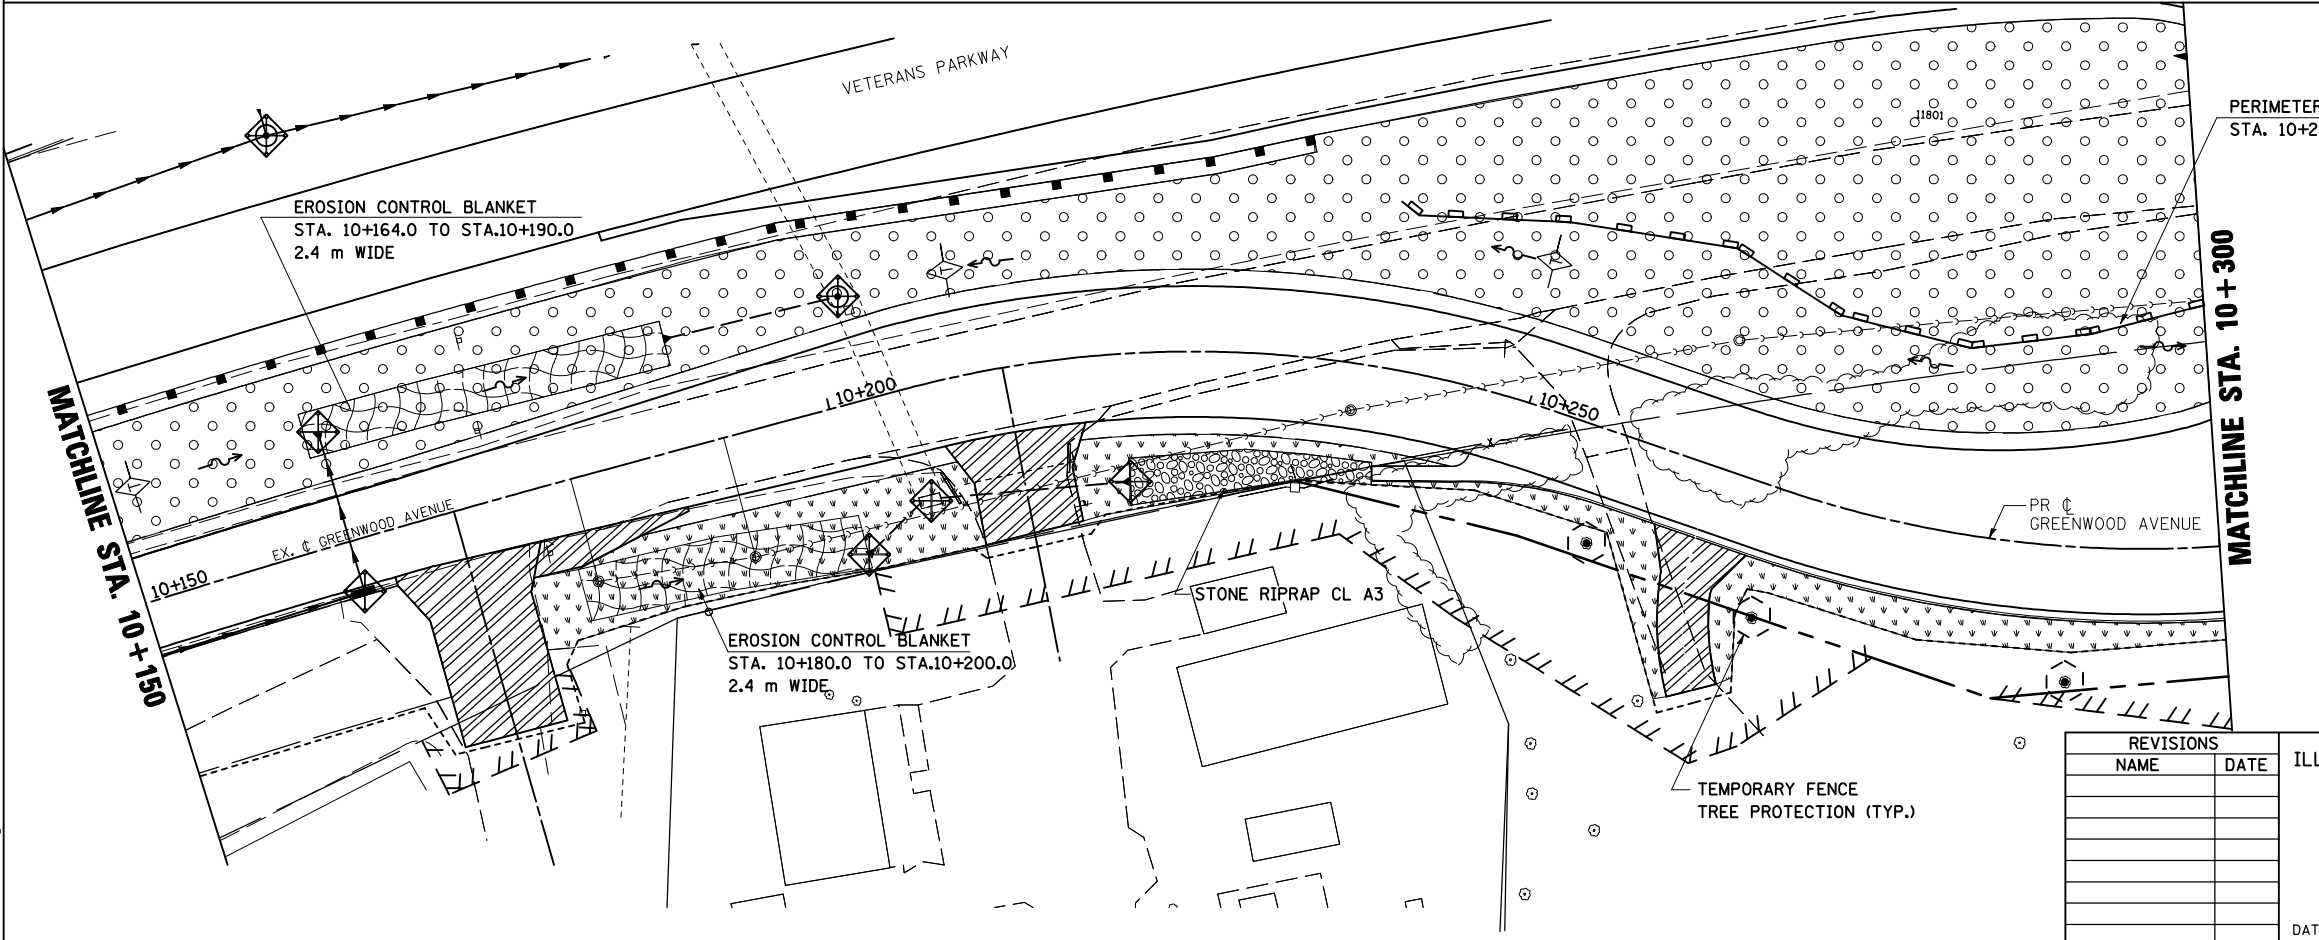 VETERANS PARKWAY
11801
PERIMETER
STA. 10+2
EROSION CONTROL BLANKET
STA. 10+164.0 TO STA.10+190.0
2.4 m WIDE
MATCHLINE STA. 10+300
10+200
10+250
MATCHLINE STA. 10+150
EX. ℄ GREENWOOD AVENUE
PR ℄
GREENWOOD AVENUE
10+150
STONE RIPRAP CL A3
EROSION CONTROL BLANKET
STA. 10+180.0 TO STA.10+200.0
2.4 m WIDE
TEMPORARY FENCE
TREE PROTECTION (TYP.)
REVISIONS
NAME
DATE
ILL
DAT